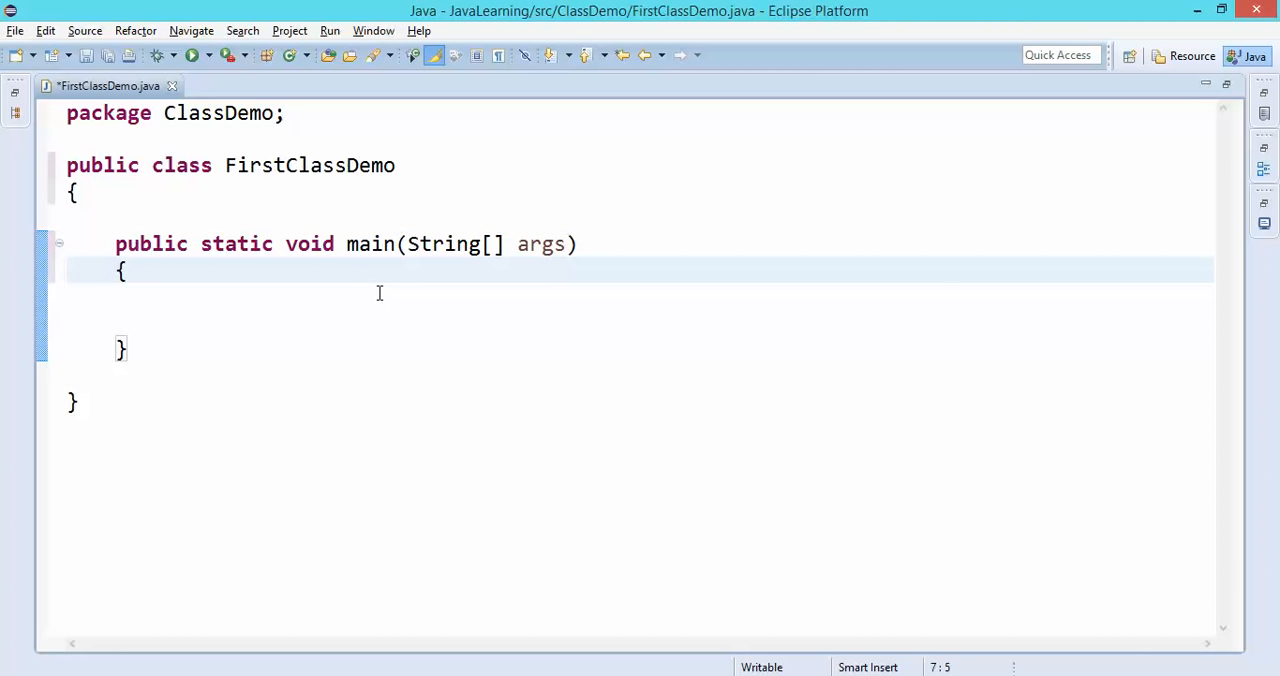 Java - JavaLearning/src/ClassDemo/FirstClassDemo.java - Eclipse Platform
File Edit Source Refactor Navigate Search Project Run Window Help
Quick Access Resource Java
*FirstClassDemo.java
package ClassDemo;
public class FirstClassDemo
{
public static void main(String[] args)
{
}
}
Writable Smart Insert 7 : 5